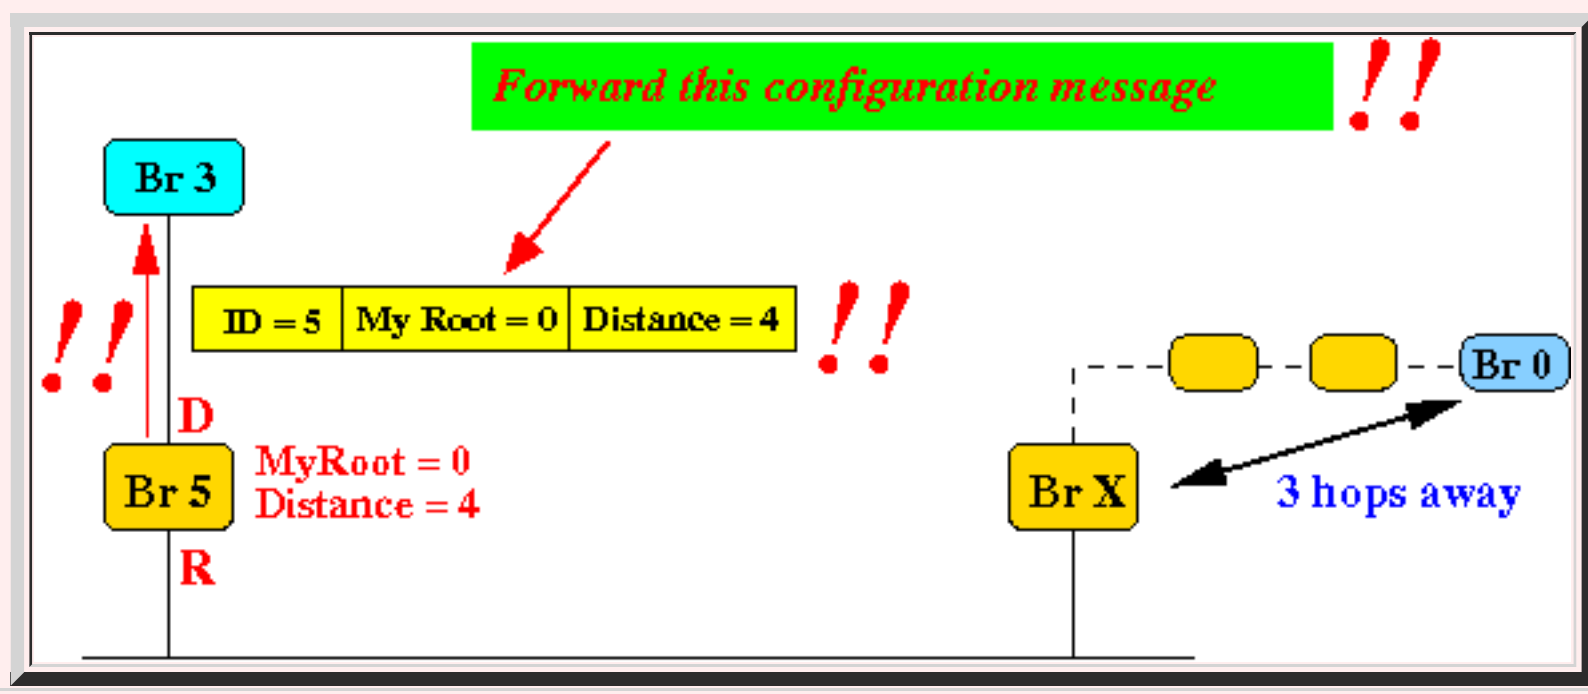 Forward this configuration message !!
Br 3
!!
ID = 5 My Root = 0 Distance = 4 !!
D
Br 0
Br 5
MyRoot = 0
Distance = 4
Br X
3 hops away
R